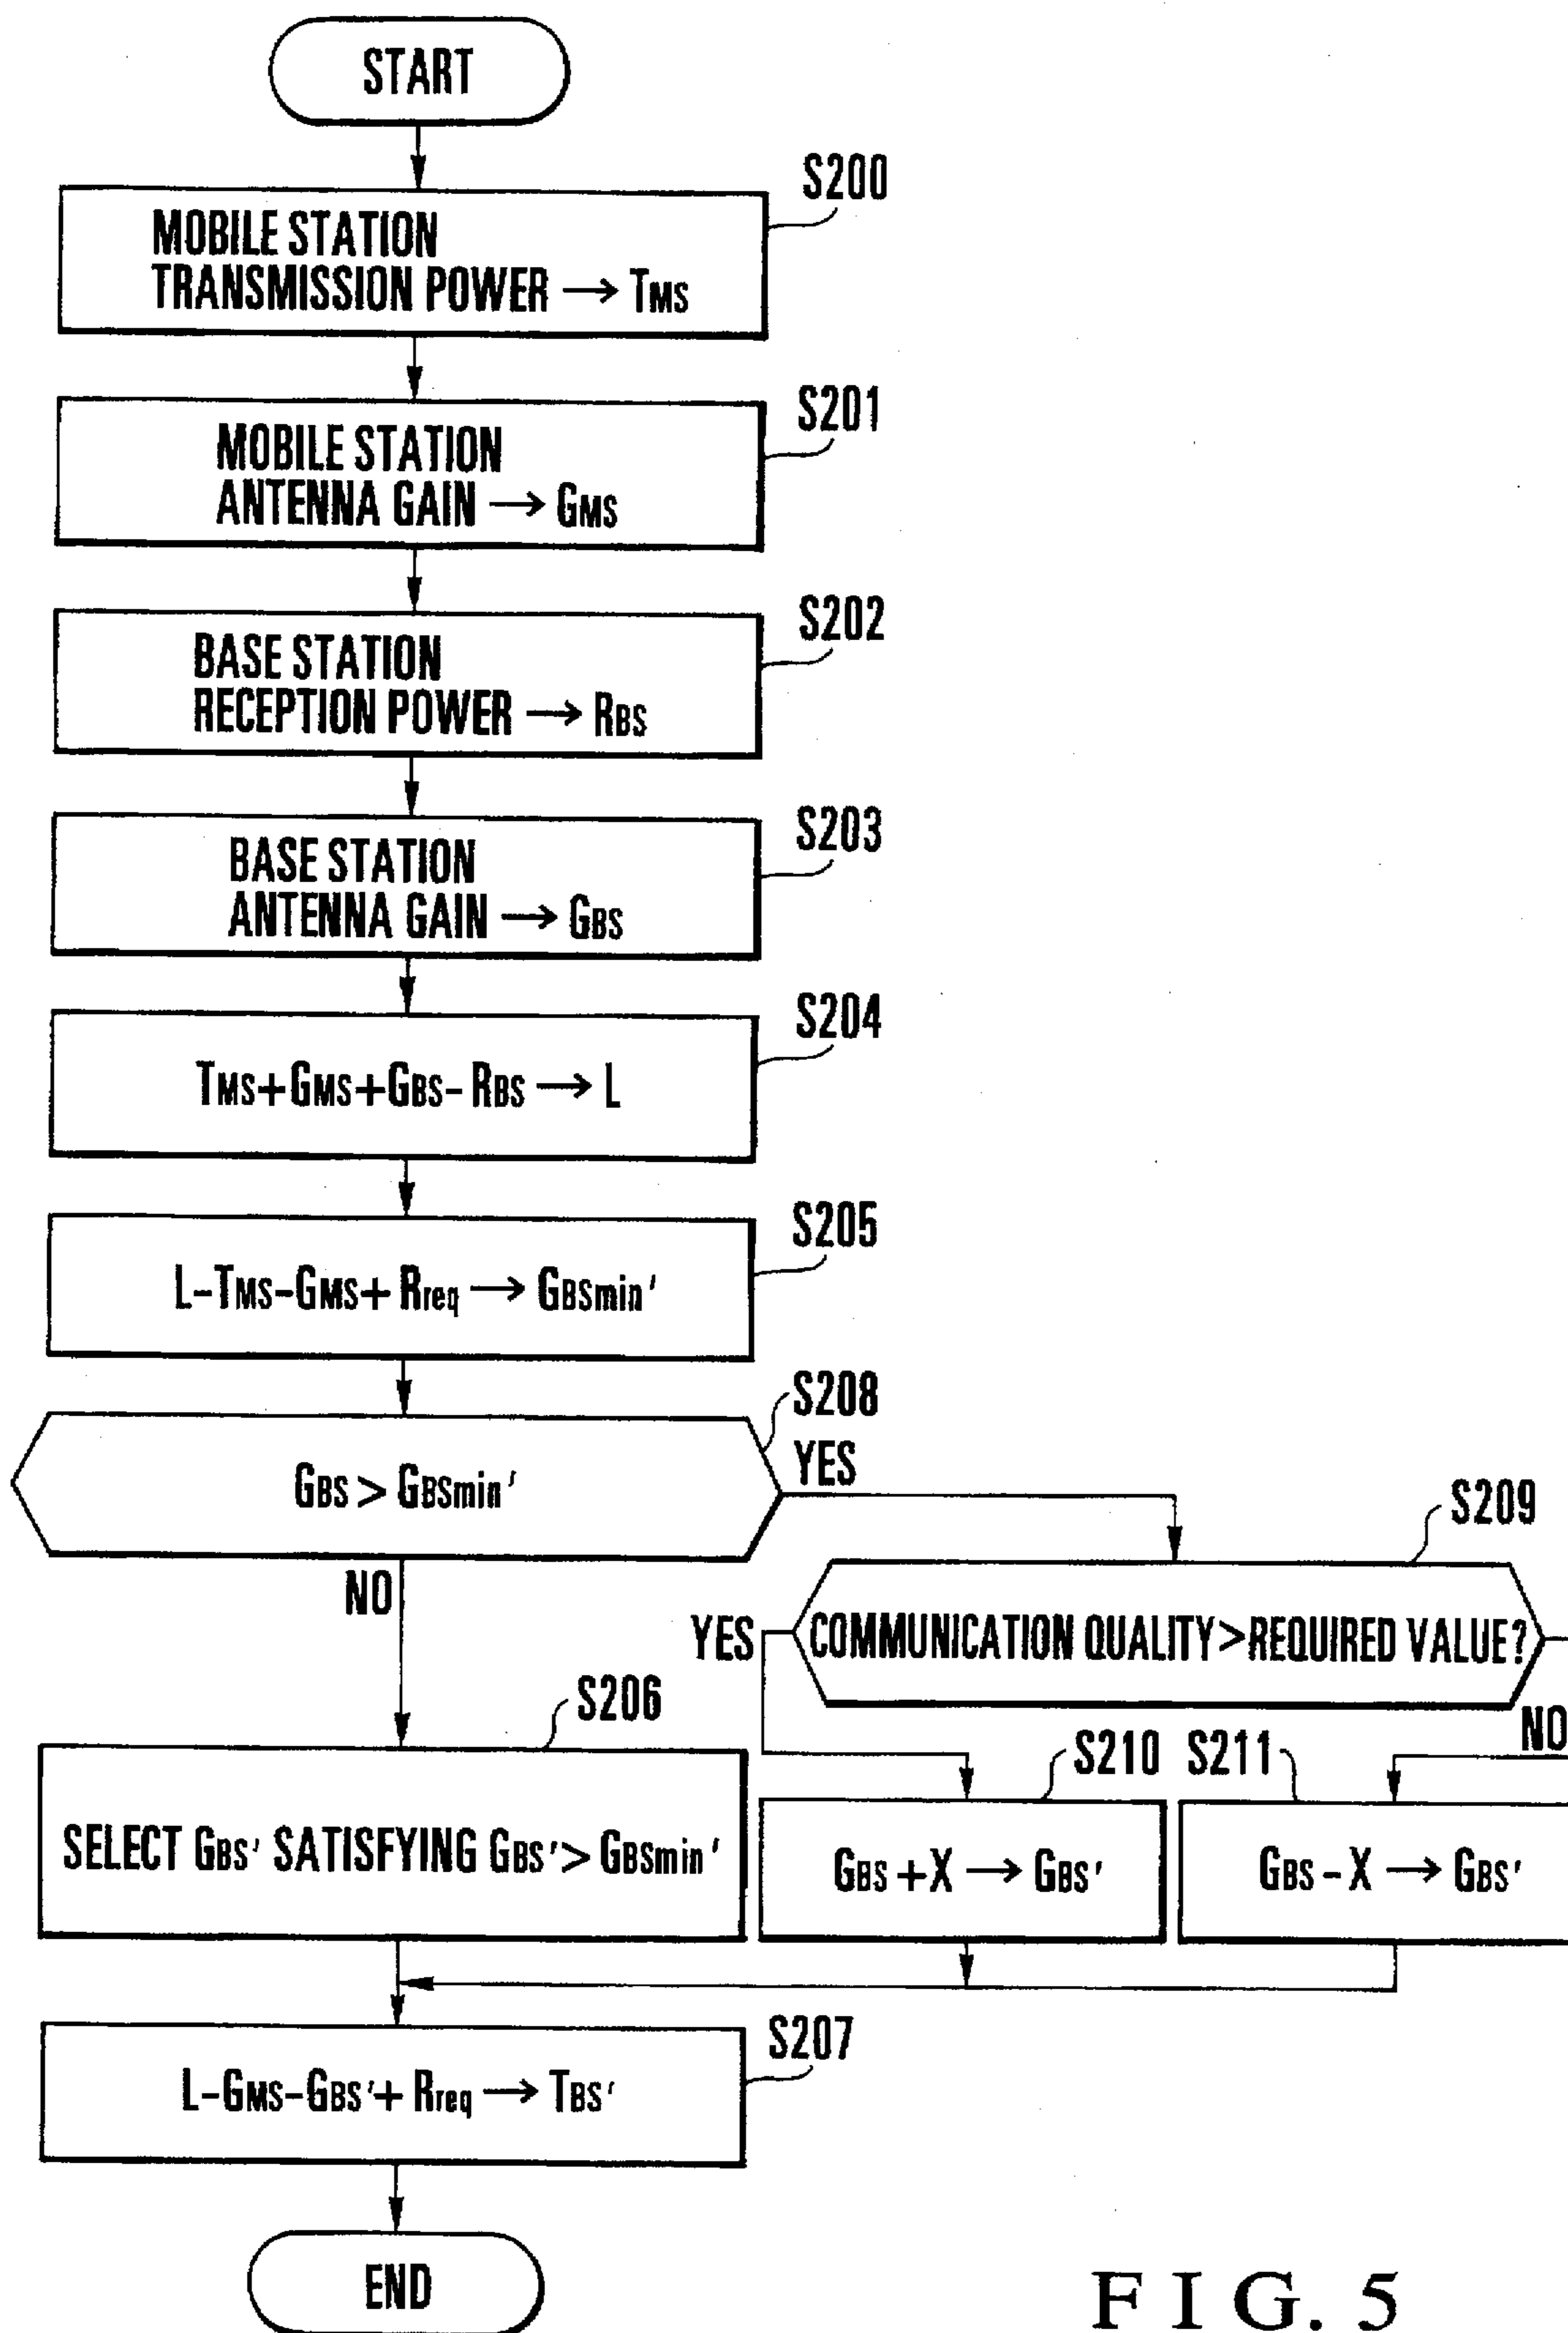 START
S200
MOBILE STATION
TRANSMISSION POWER → TMS
S201
MOBILE STATION
ANTENNA GAIN → GMS
S202
BASE STATION
RECEPTION POWER → RBS
S203
BASE STATION
ANTENNA GAIN → GBS
S204
TMS+GMS+GBS-RBS → L
S205
L-TMS-GMS+Rreq → GBSmin'
S208
GBS > GBSmin'
YES
NO
S209
COMMUNICATION QUALITY>REQUIRED VALUE?
YES
NO
S206
SELECT GBS' SATISFYING GBS'> GBSmin'
S210
GBS+X → GBS'
S211
GBS-X → GBS'
S207
L-GMS-GBS'+Rreq → TBS'
END
FIG. 5